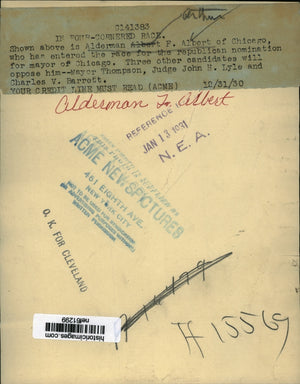 S141383
Arthur
IN FOUR-CORNERED RACE.
Shown above is Alderman Albert F. Albert of Chicago,
who has entered the race for the republican nomination
for mayor of Chicago. Three other candidates will
oppose him--Mayor Thompson, Judge John H. Lyle and
Charles V. Barrett.
YOUR CREDIT LINE MUST READ (ACME) 12/31/30
Alderman F. Albert
REFERENCE
JAN 13 1931
N. E. A.
ACME NEWSPICTURES
461 EIGHTH AVE.
NEW YORK CITY
O. K. FOR CLEVELAND
historicimages.com
nef61299
# 15569